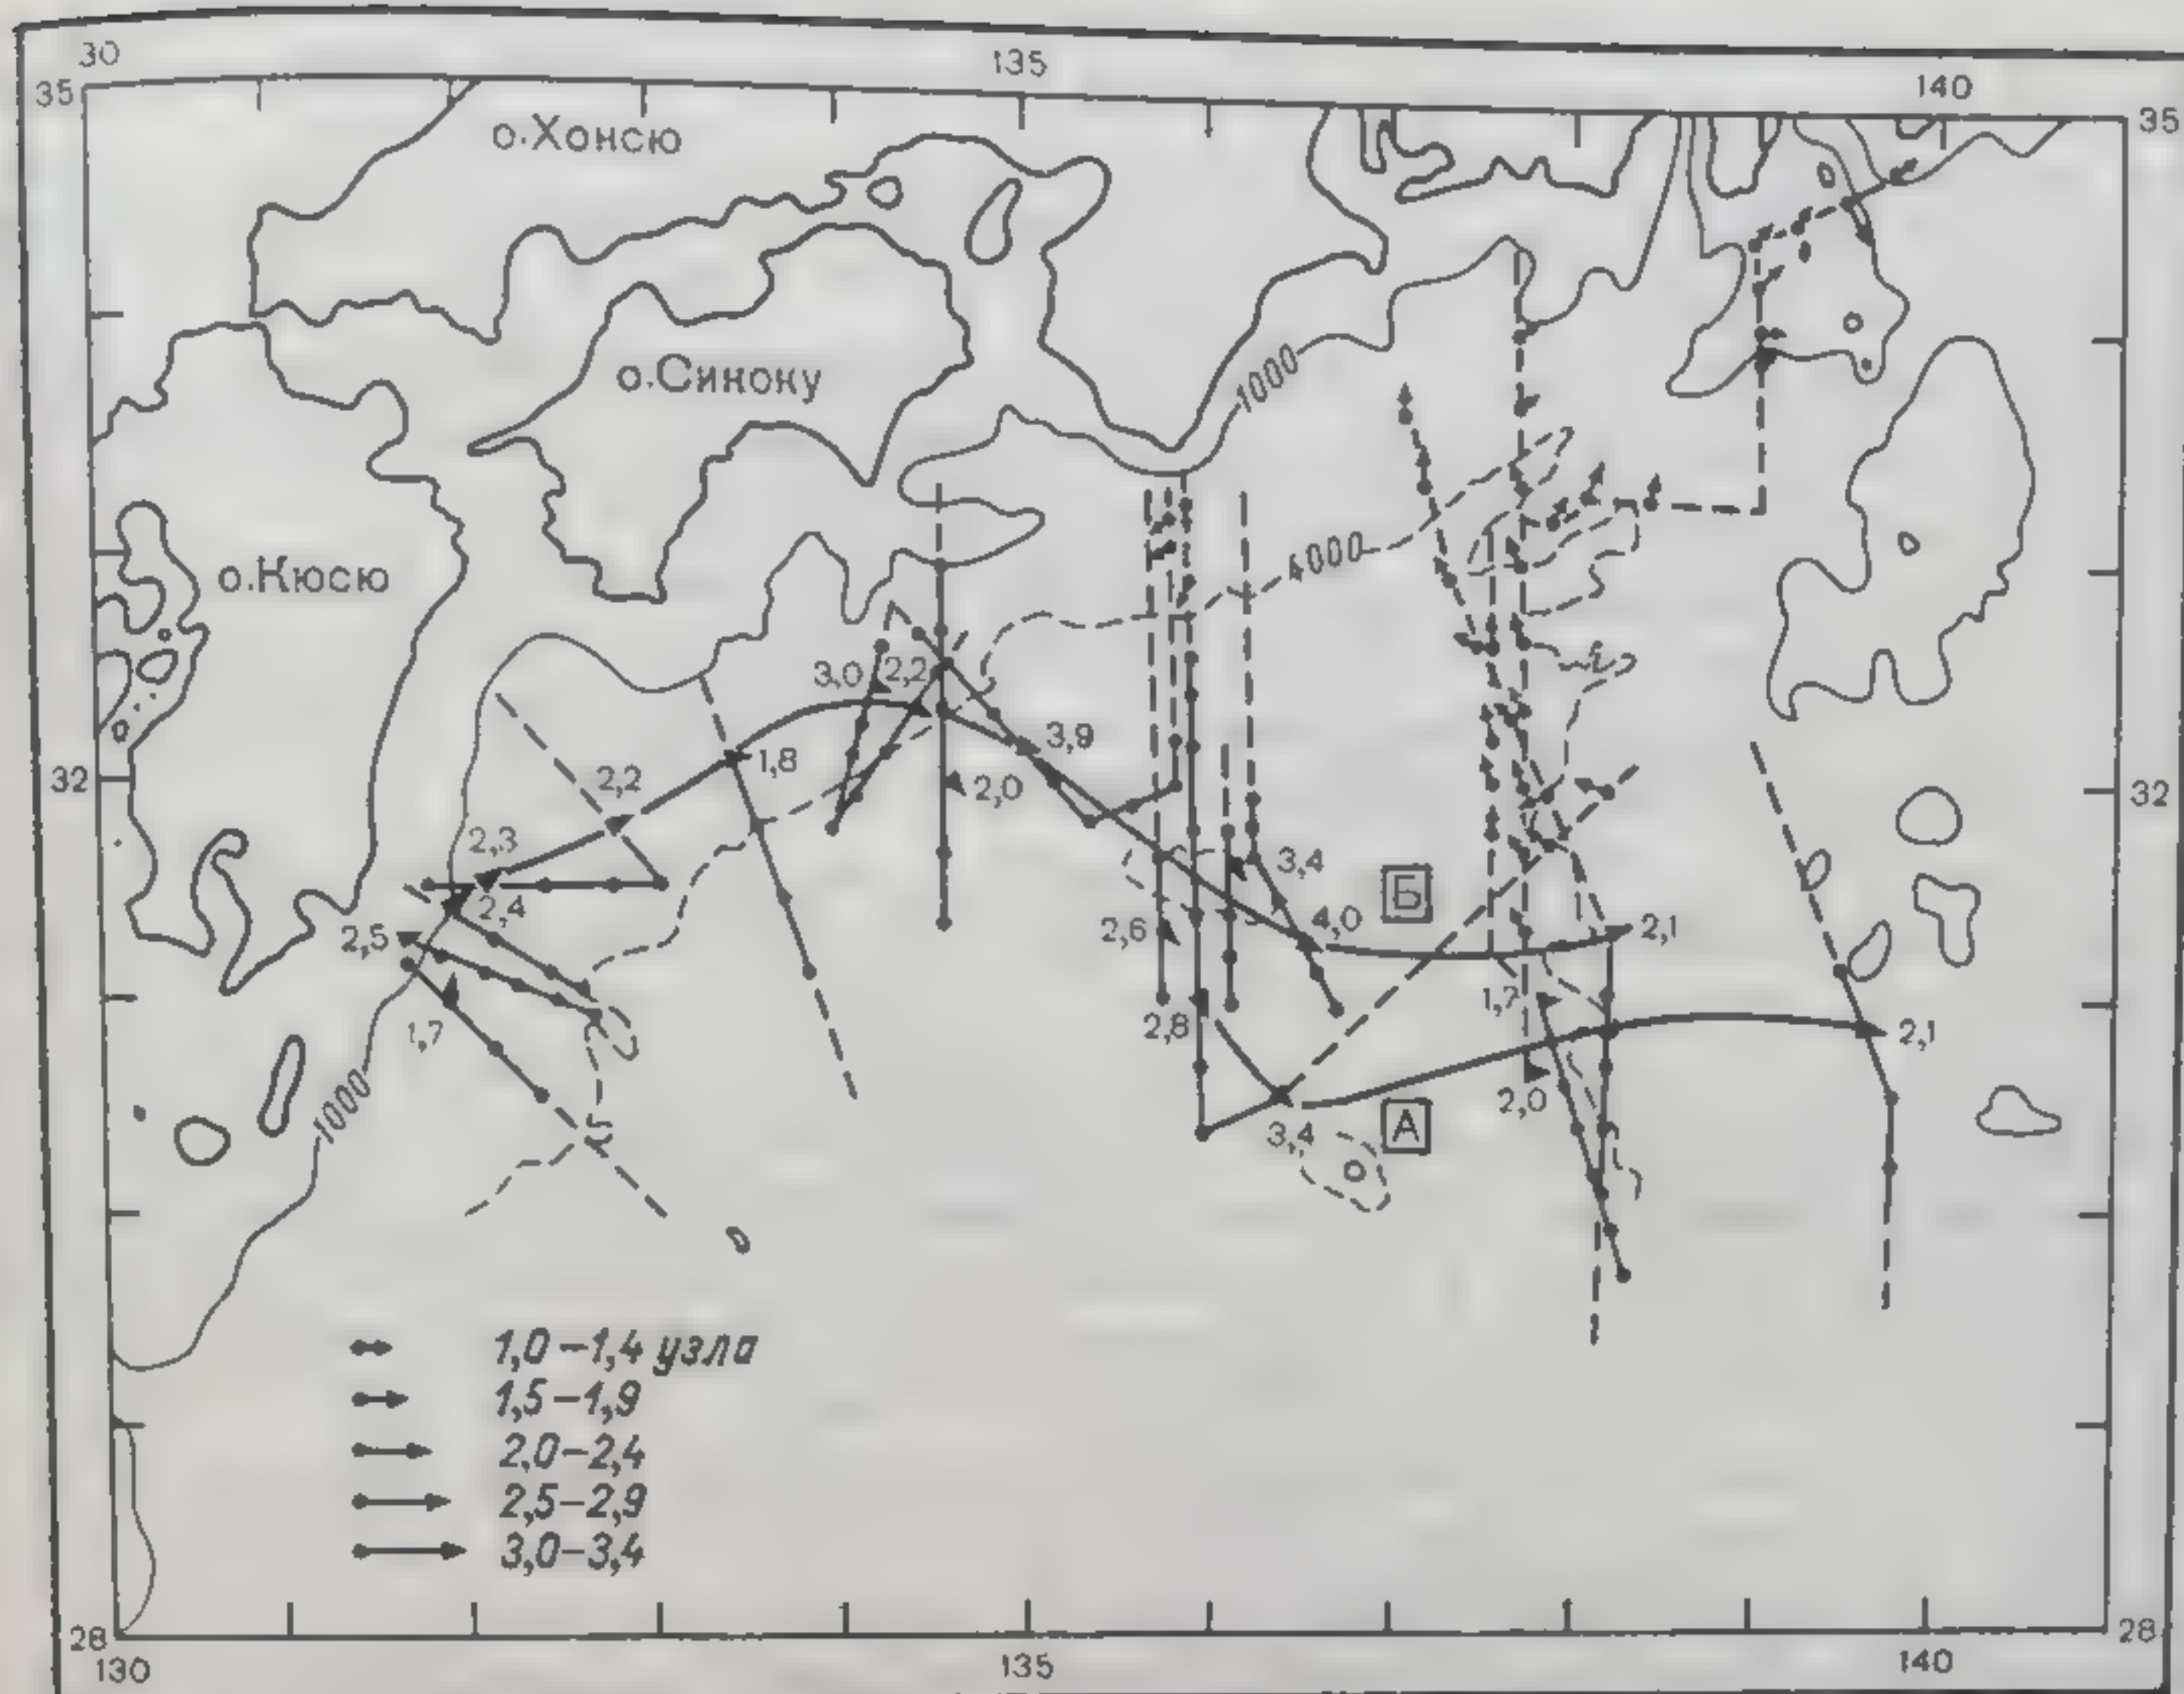 30 135 140
35 35
о.Хонсю
о.Синоку
1000
4000
о.Кюсю
3,0 2,2
3,9
32 2,2 1,8 2,0 32
2,3
3,4
2,4 Б
2,5 2,6 4,0 2,1
1,7 2,8 1,7 2,1
1000
2,0
3,4 А
1,0–1,4 узла
1,5–1,9
2,0–2,4
2,5–2,9
3,0–3,4
28 28
130 135 140